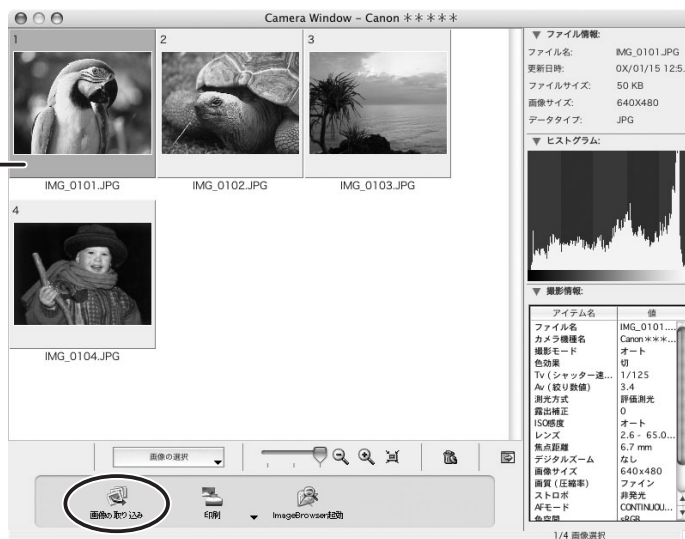 Camera Window – Canon ＊＊＊＊＊
1
2
3
IMG_0101.JPG
IMG_0102.JPG
IMG_0103.JPG
4
IMG_0104.JPG
▼ ファイル情報:
ファイル名: IMG_0101.JPG
更新日時: 0X/01/15 12:5.
ファイルサイズ: 50 KB
画像サイズ: 640X480
データタイプ: JPG
▼ ヒストグラム:
▼ 撮影情報:
アイテム名 値
ファイル名 IMG_0101....
カメラ機種名 Canon＊＊＊...
撮影モード オート
色効果 切
Tv (シャッター速... 1/125
Av (絞り数値) 3.4
測光方式 評価測光
露出補正 0
ISO感度 オート
レンズ 2.6 - 65.0...
焦点距離 6.7 mm
デジタルズーム なし
画像サイズ 640x480
画質 (圧縮率) ファイン
ストロボ 非発光
AFモード CONTINUOU...
色空間 sRGB
画像の選択
画像の取り込み
印刷
ImageBrowser起動
1/4 画像選択